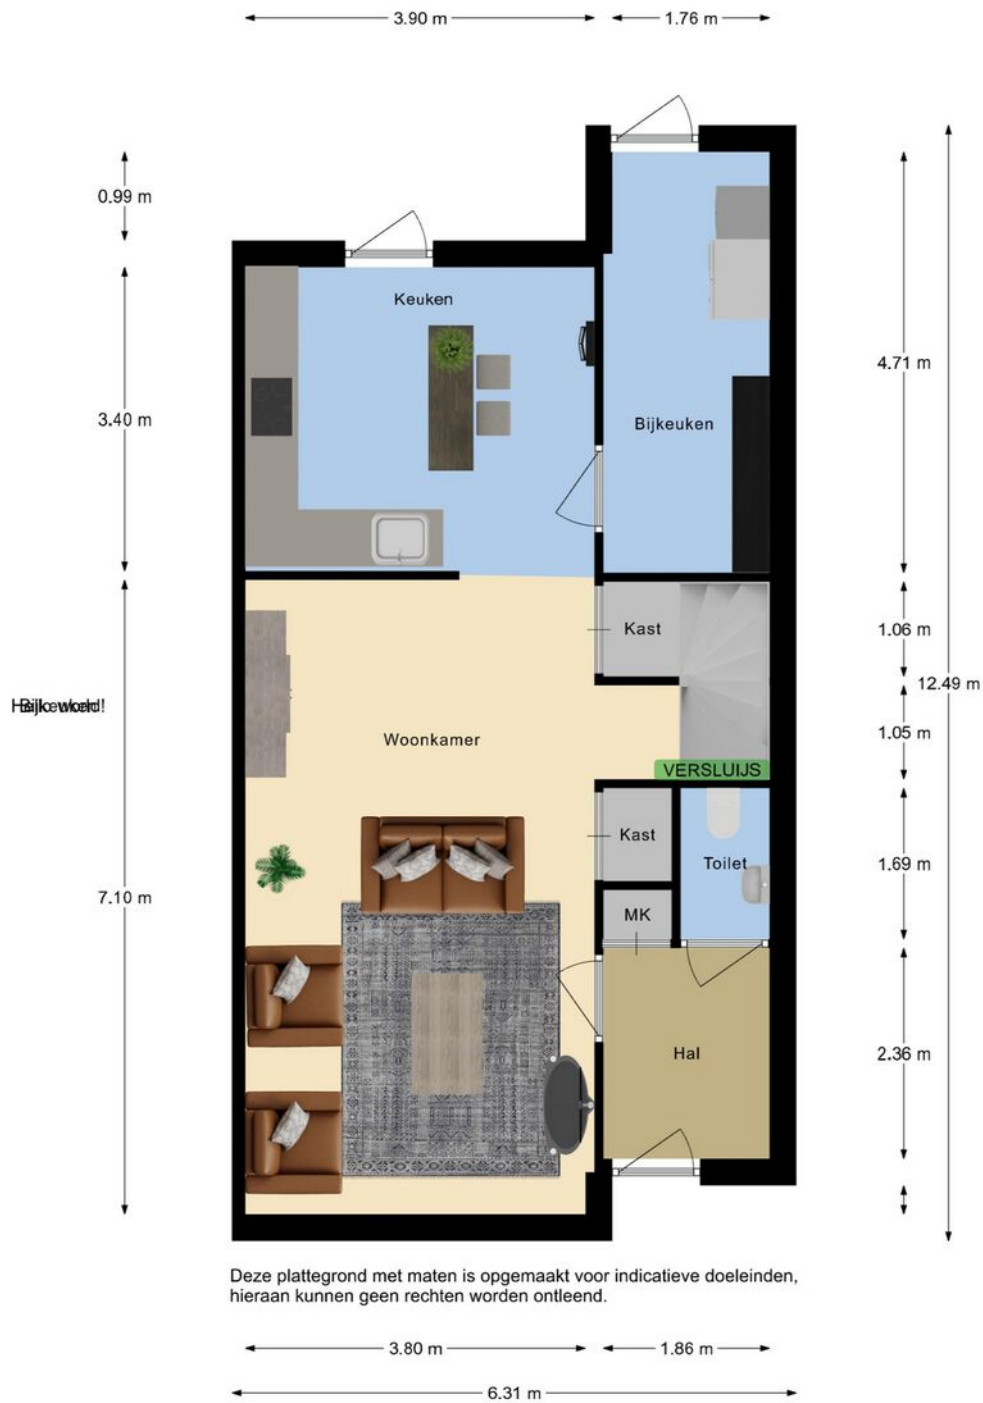 3.90 m
1.76 m
0.99 m
Keuken
4.71 m
3.40 m
Bijkeuken
Kast
1.06 m
12.49 m
1.05 m
Woonkamer
VERSLUIJS
Kast
Toilet
1.69 m
7.10 m
MK
Hal
2.36 m
Deze plattegrond met maten is opgemaakt voor indicatieve doeleinden,
hieraan kunnen geen rechten worden ontleend.
3.80 m
1.86 m
6.31 m